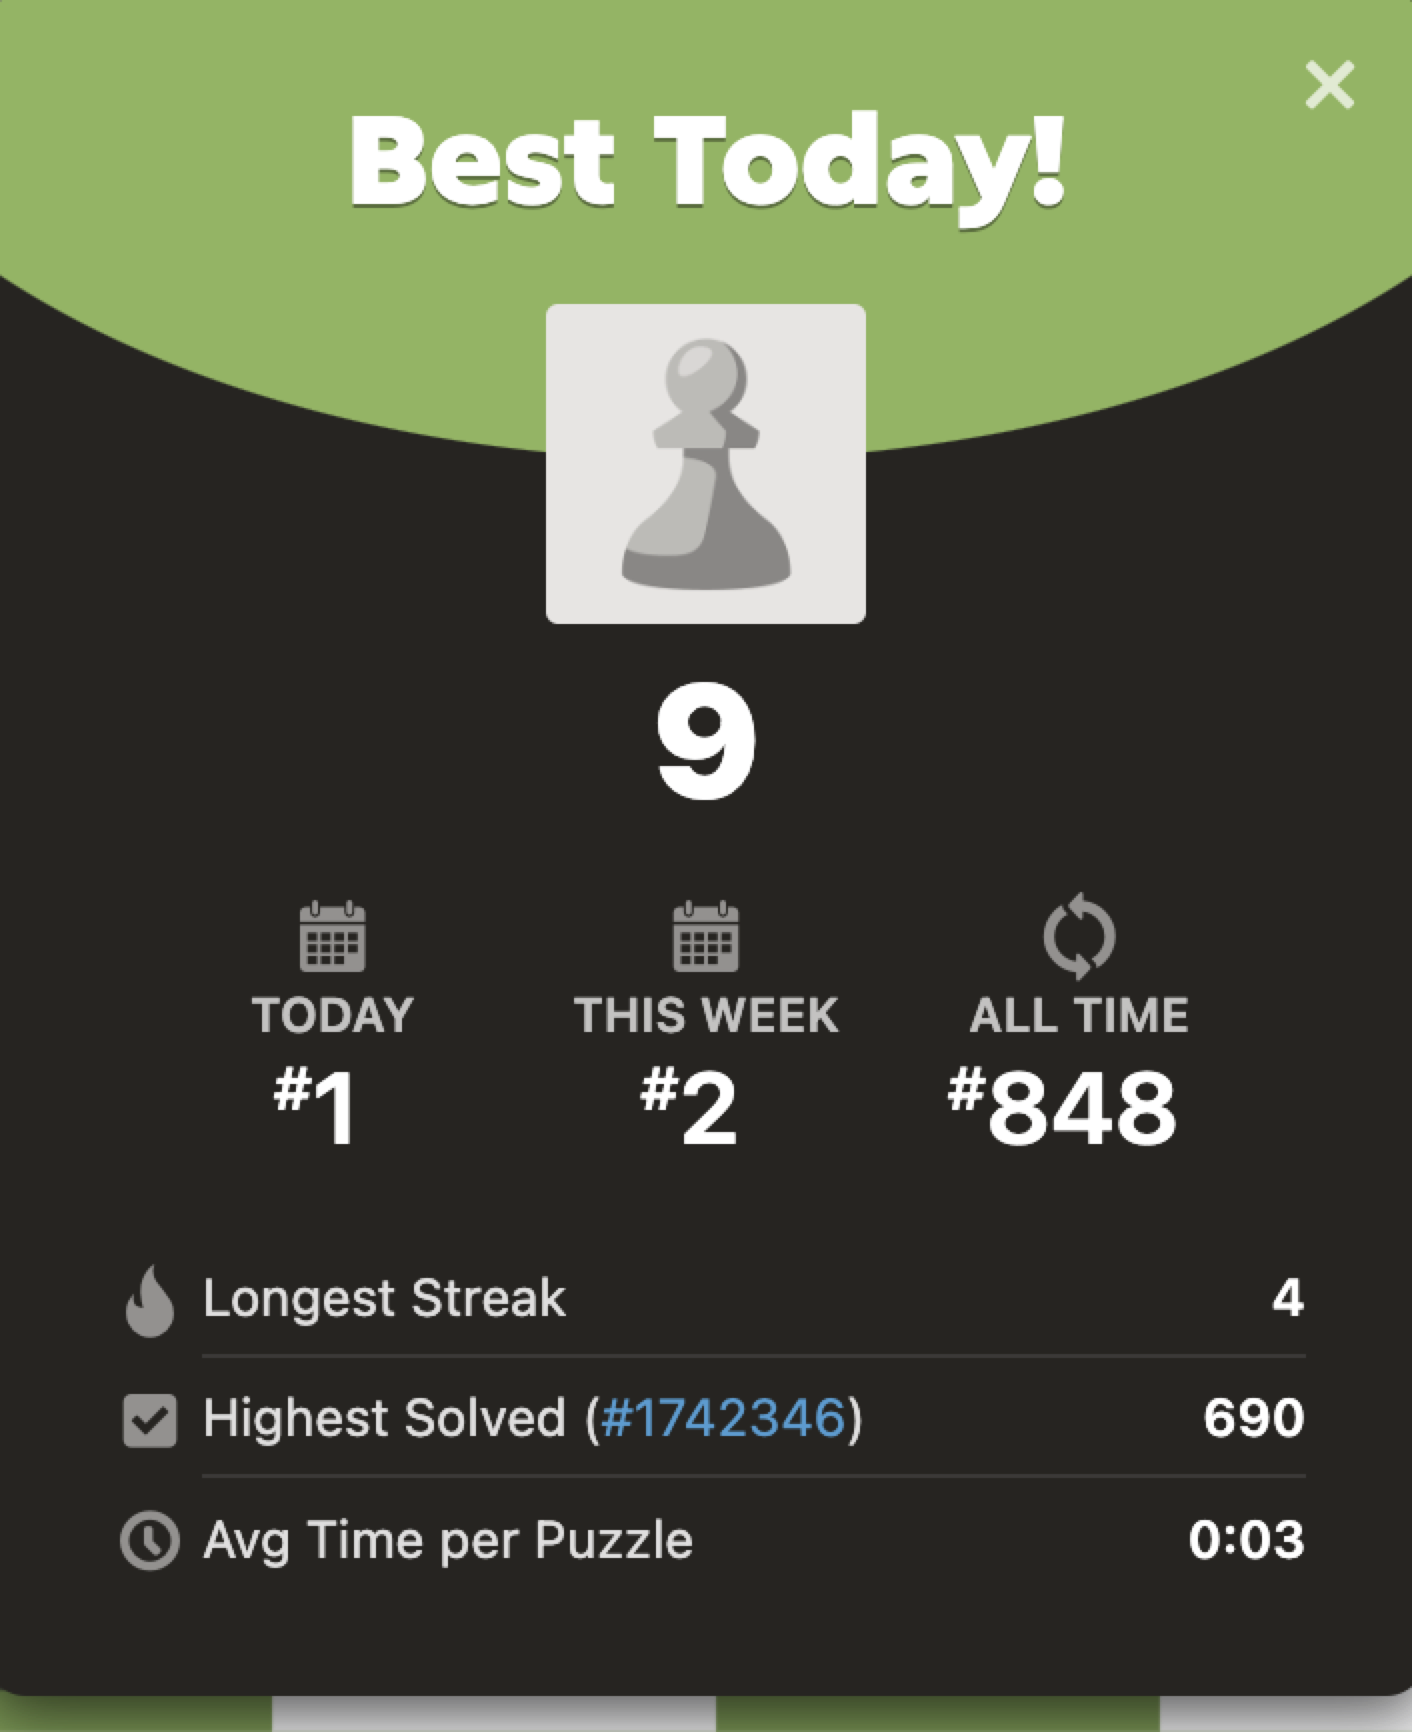 Best Today!
9
TODAY THIS WEEK ALL TIME
#1 #2 #848
Longest Streak 4
Highest Solved (#1742346) 690
Avg Time per Puzzle 0:03